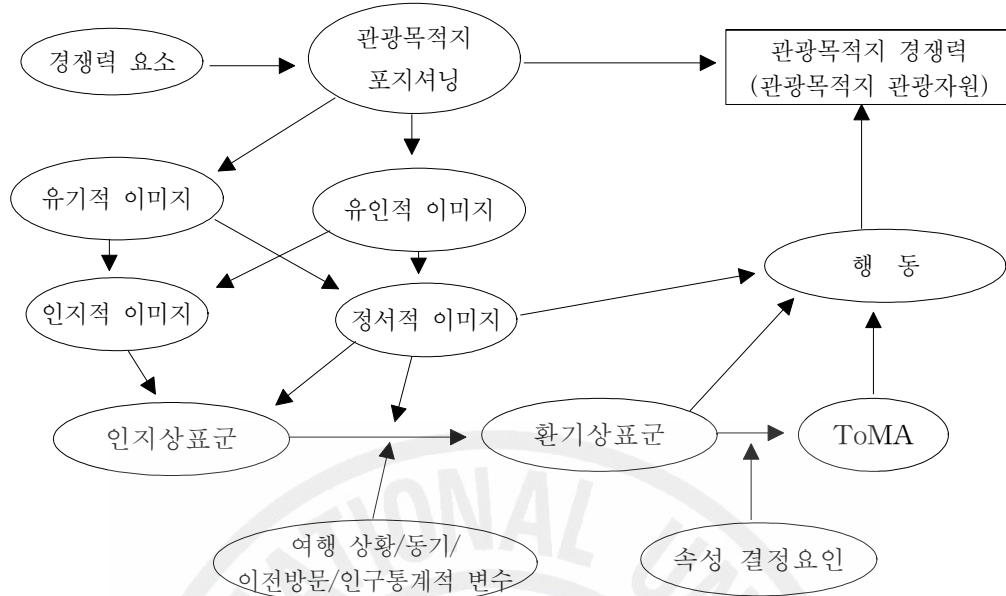 경쟁력 요소
관광목적지
포지셔닝
관광목적지 경쟁력
(관광목적지 관광자원)
유기적 이미지
유인적 이미지
행 동
인지적 이미지
정서적 이미지
인지상표군
환기상표군
ToMA
여행 상황/동기/
이전방문/인구통계적 변수
속성 결정요인